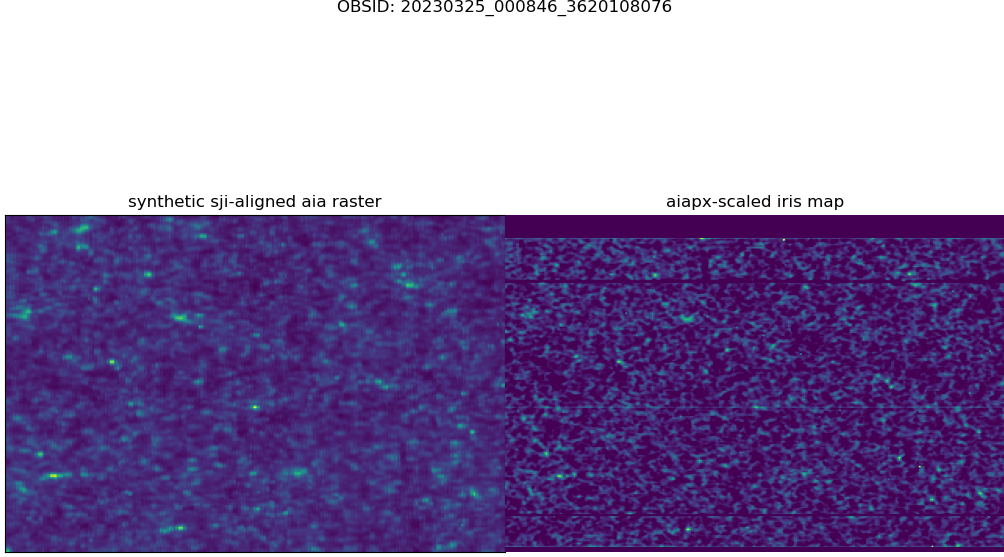 OBSID: 20230325_000846_3620108076
synthetic sji-aligned aia raster
aiapx-scaled iris map